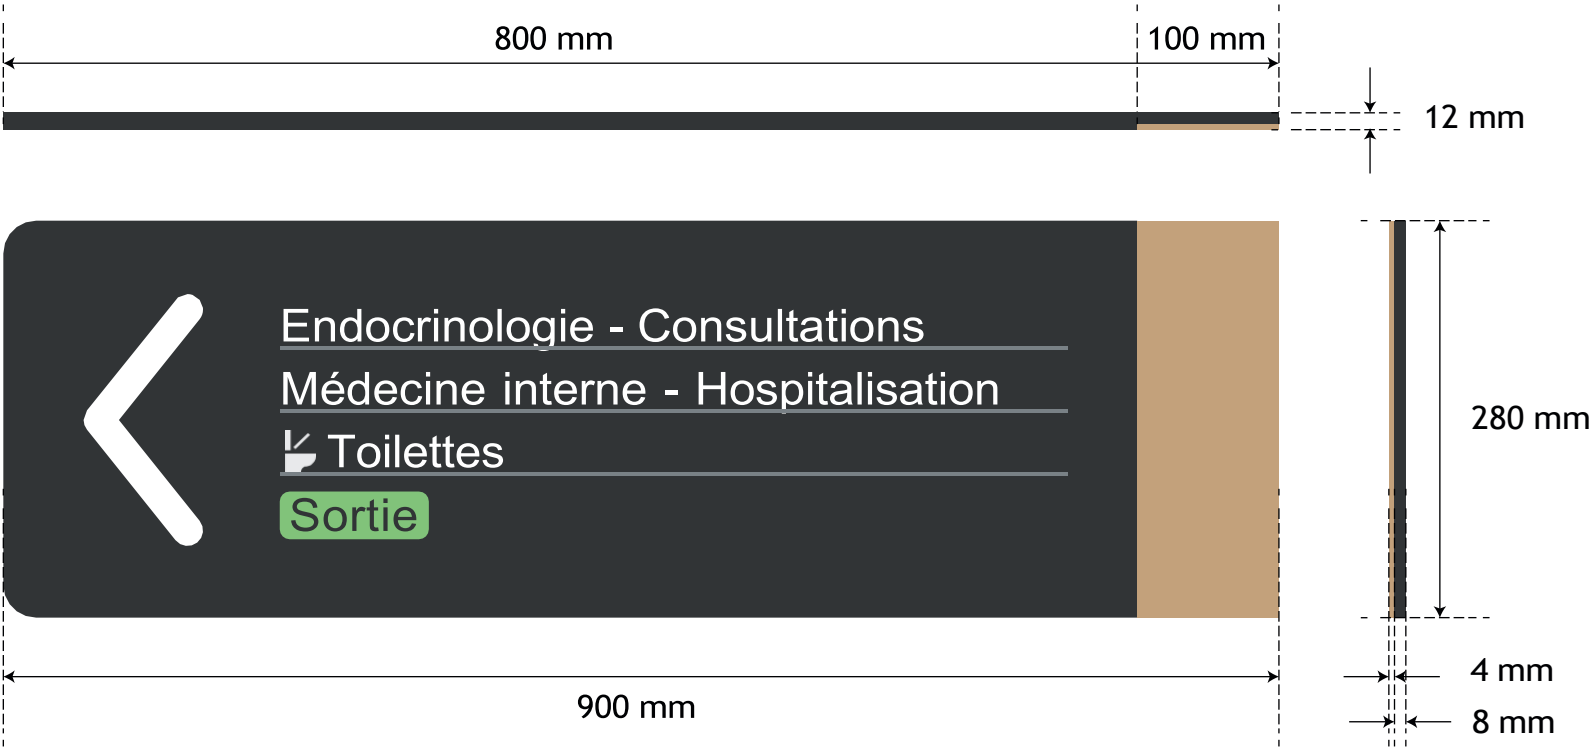 800 mm
100 mm
12 mm
Endocrinologie - Consultations
Médecine interne - Hospitalisation
Toilettes
Sortie
280 mm
4 mm
900 mm
8 mm